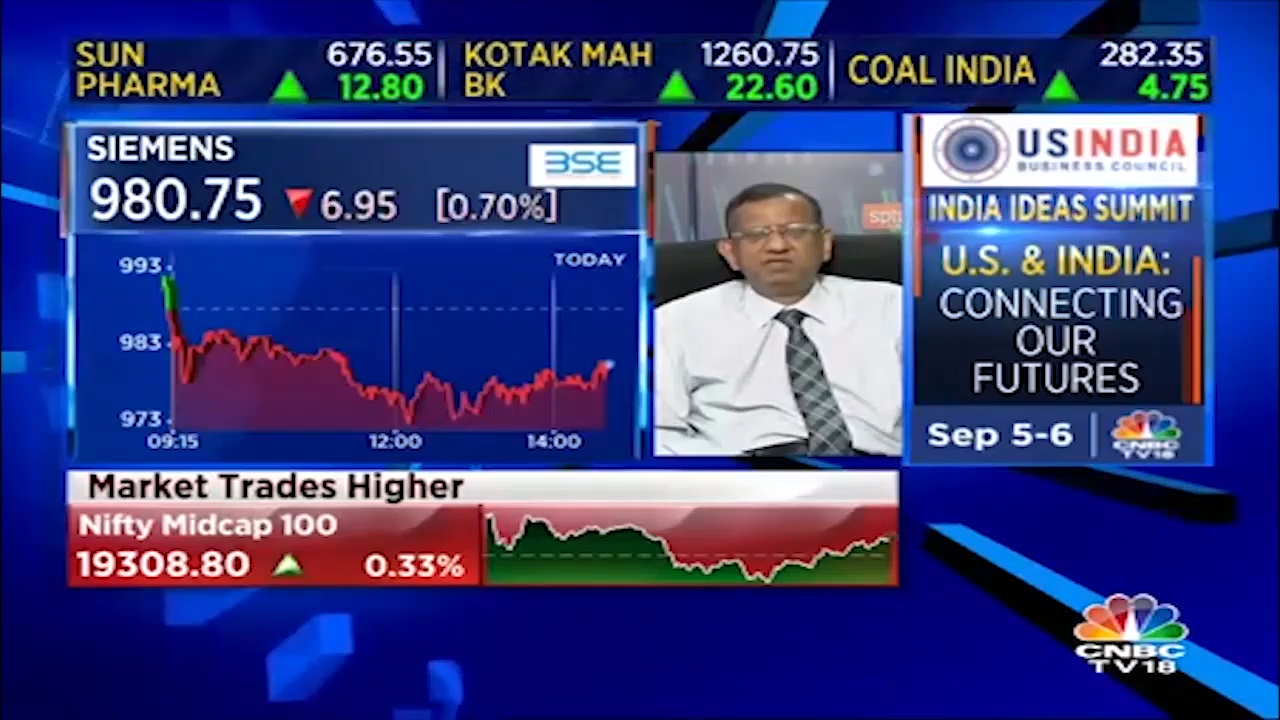 SUN PHARMA
676.55
12.80
KOTAK MAH BK
1260.75
22.60
COAL INDIA
282.35
4.75
SIEMENS
980.75 6.95 [0.70%]
BSE
TODAY
993
983
973
09:15 12:00 14:00
USINDIA
BUSINESS COUNCIL
INDIA IDEAS SUMMIT
U.S. & INDIA:
CONNECTING
OUR
FUTURES
Sep 5-6
CNBC
TV18
Market Trades Higher
Nifty Midcap 100
19308.80 0.33%
CNBC
TV18